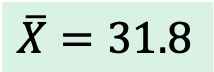 X̅ = 31.8